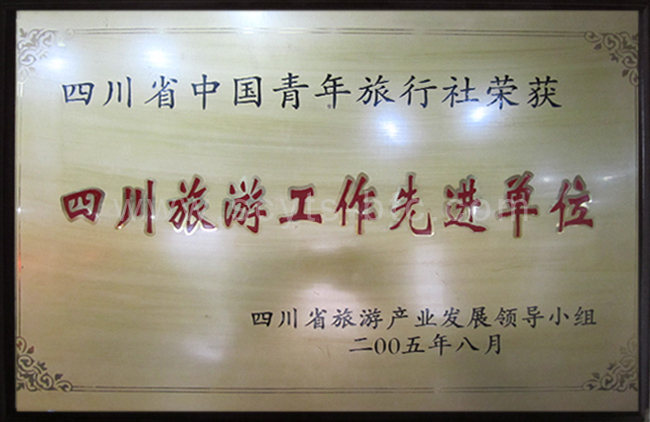 四川省中国青年旅行社荣获
四川旅游工作先进单位
四川省旅游产业发展领导小组
二00五年八月